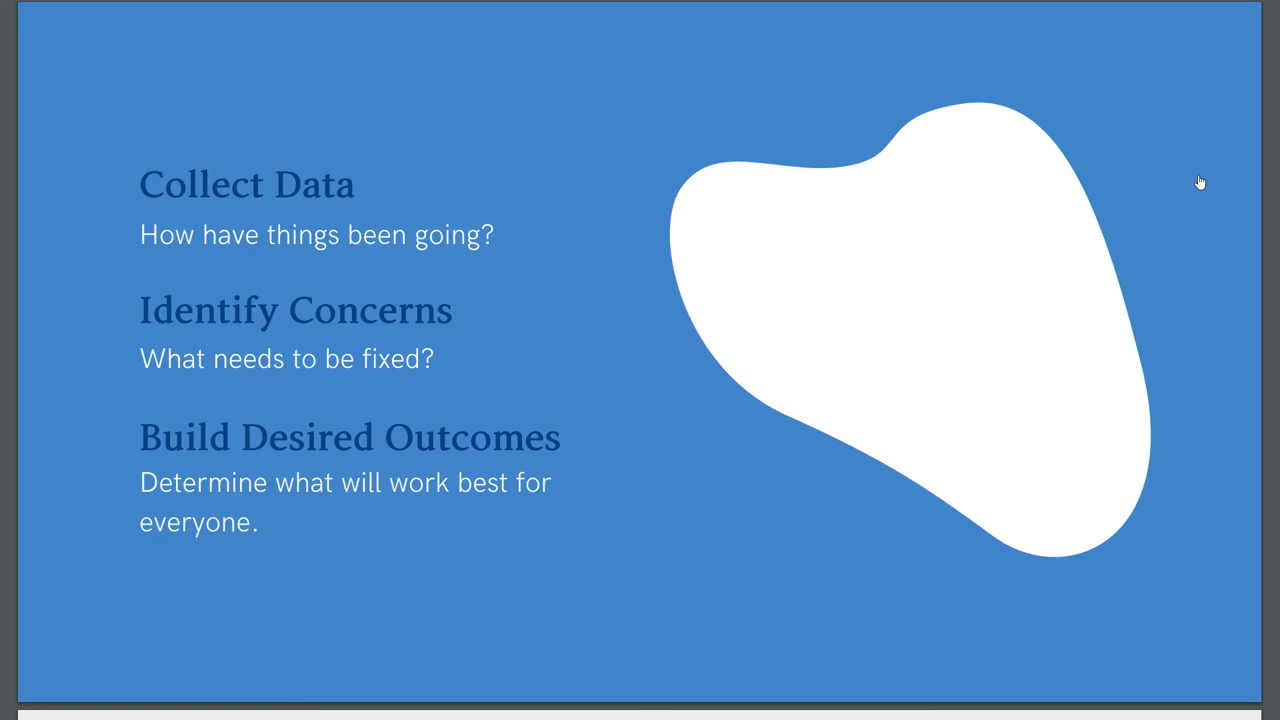 Collect Data
How have things been going?
Identify Concerns
What needs to be fixed?
Build Desired Outcomes
Determine what will work best for
everyone.